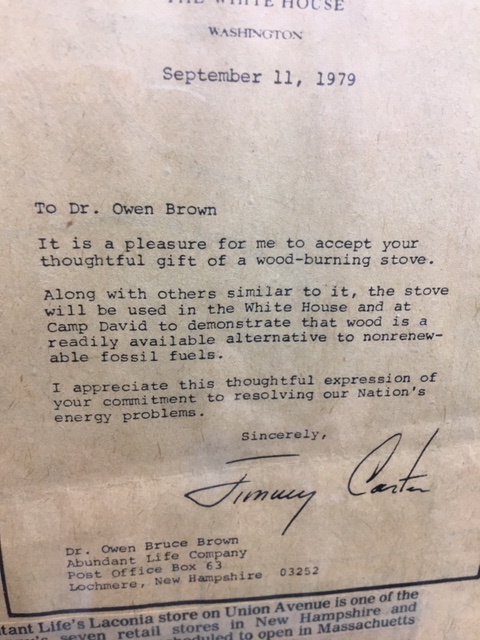 THE WHITE HOUSE
WASHINGTON
September 11, 1979
To Dr. Owen Brown
It is a pleasure for me to accept your
thoughtful gift of a wood-burning stove.
Along with others similar to it, the stove
will be used in the White House and at
Camp David to demonstrate that wood is a
readily available alternative to nonrenew-
able fossil fuels.
I appreciate this thoughtful expression of
your commitment to resolving our Nation's
energy problems.
Sincerely,
Jimmy Carter
Dr. Owen Bruce Brown
Abundant Life Company
Post Office Box 63
Lochmere, New Hampshire 03252
tant Life's Laconia store on Union Avenue is one of the
seven retail stores in New Hampshire and
to open in Massachusetts